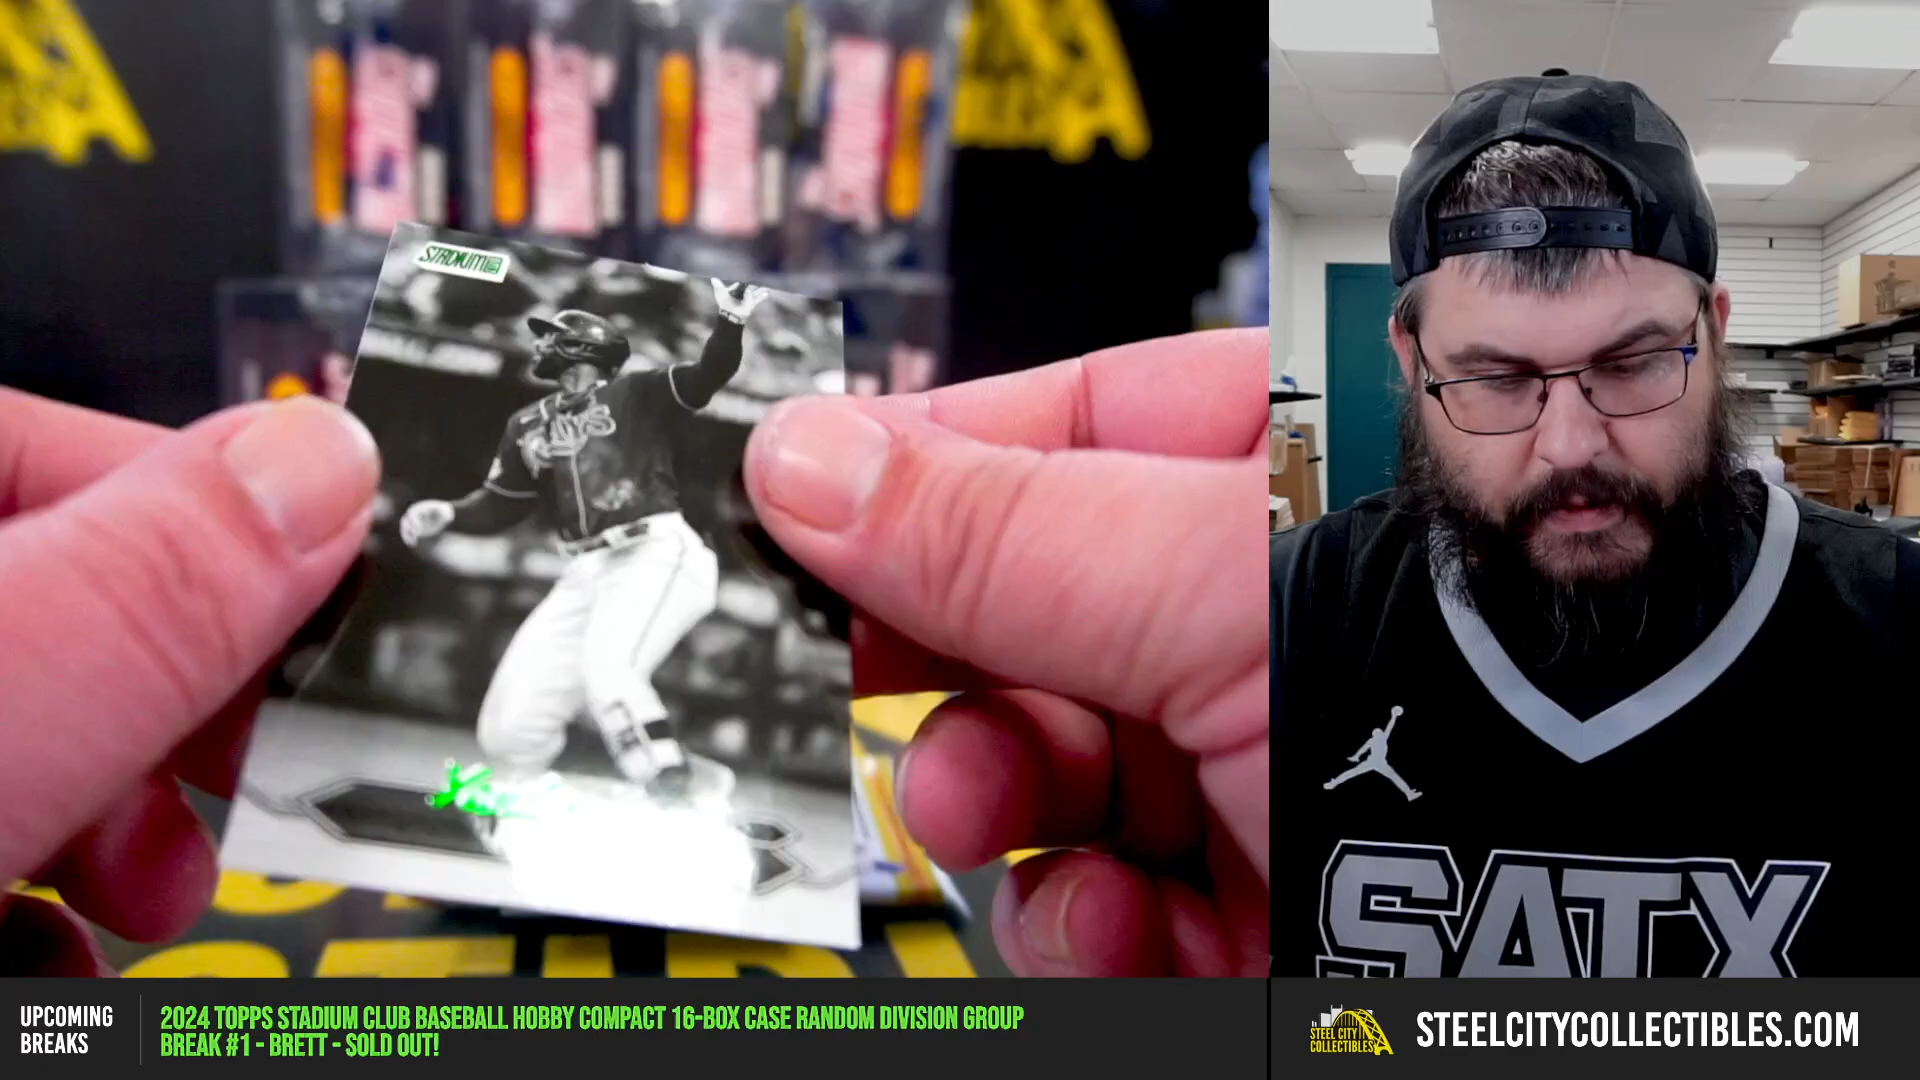 STADIUM
RAYS
SATX
UPCOMING
BREAKS
2024 TOPPS STADIUM CLUB BASEBALL HOBBY COMPACT 16-BOX CASE RANDOM DIVISION GROUP
BREAK #1 - BRETT - SOLD OUT!
STEEL CITY
COLLECTIBLES
STEELCITYCOLLECTIBLES.COM